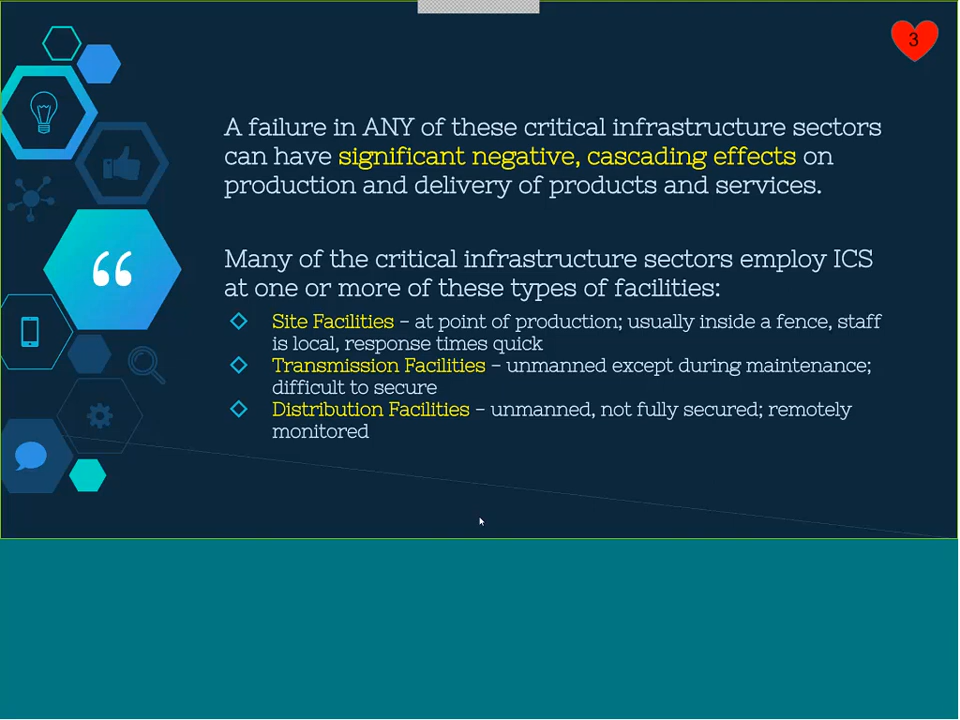 3
A failure in ANY of these critical infrastructure sectors
can have significant negative, cascading effects on
production and delivery of products and services.
Many of the critical infrastructure sectors employ ICS
at one or more of these types of facilities:
Site Facilities – at point of production; usually inside a fence, staff
is local, response times quick
Transmission Facilities – unmanned except during maintenance;
difficult to secure
Distribution Facilities – unmanned, not fully secured; remotely
monitored